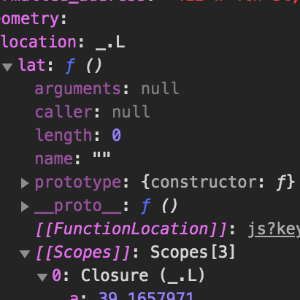 ometry:
location: _.L
▼ lat: ƒ ()
arguments: null
caller: null
length: 0
name: ""
▶ prototype: {constructor: ƒ}
▶ __proto__: ƒ ()
[[FunctionLocation]]: js?key
▼ [[Scopes]]: Scopes[3]
▼ 0: Closure (_.L)
a: 39.1657971